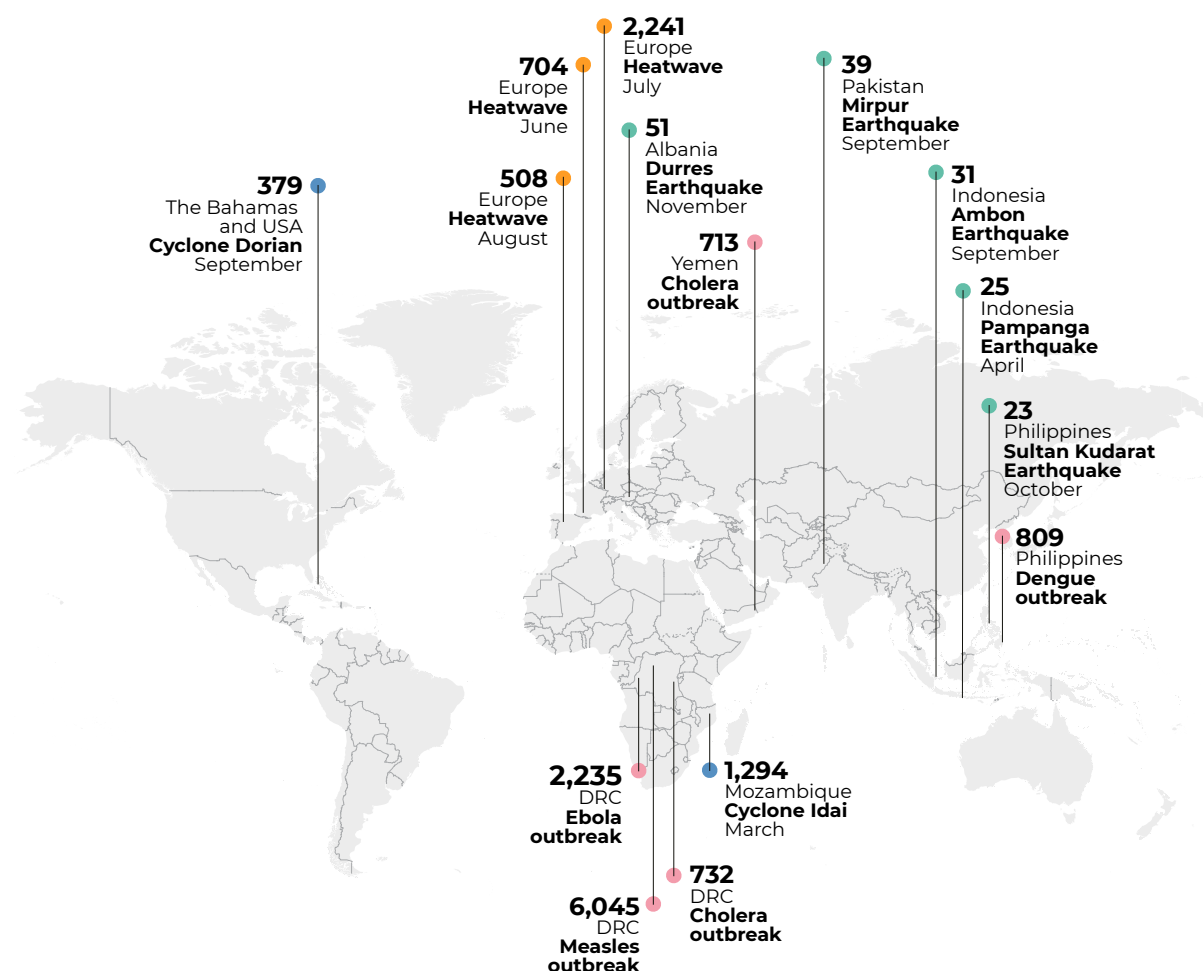 2,241
Europe
Heatwave
July
704
Europe
Heatwave
June
39
Pakistan
Mirpur
Earthquake
September
51
Albania
Durres
Earthquake
November
379
The Bahamas
and USA
Cyclone Dorian
September
508
Europe
Heatwave
August
31
Indonesia
Ambon
Earthquake
September
713
Yemen
Cholera
outbreak
25
Indonesia
Pampanga
Earthquake
April
23
Philippines
Sultan Kudarat
Earthquake
October
809
Philippines
Dengue
outbreak
2,235
DRC
Ebola
outbreak
1,294
Mozambique
Cyclone Idai
March
732
DRC
Cholera
outbreak
6,045
DRC
Measles
outbreak